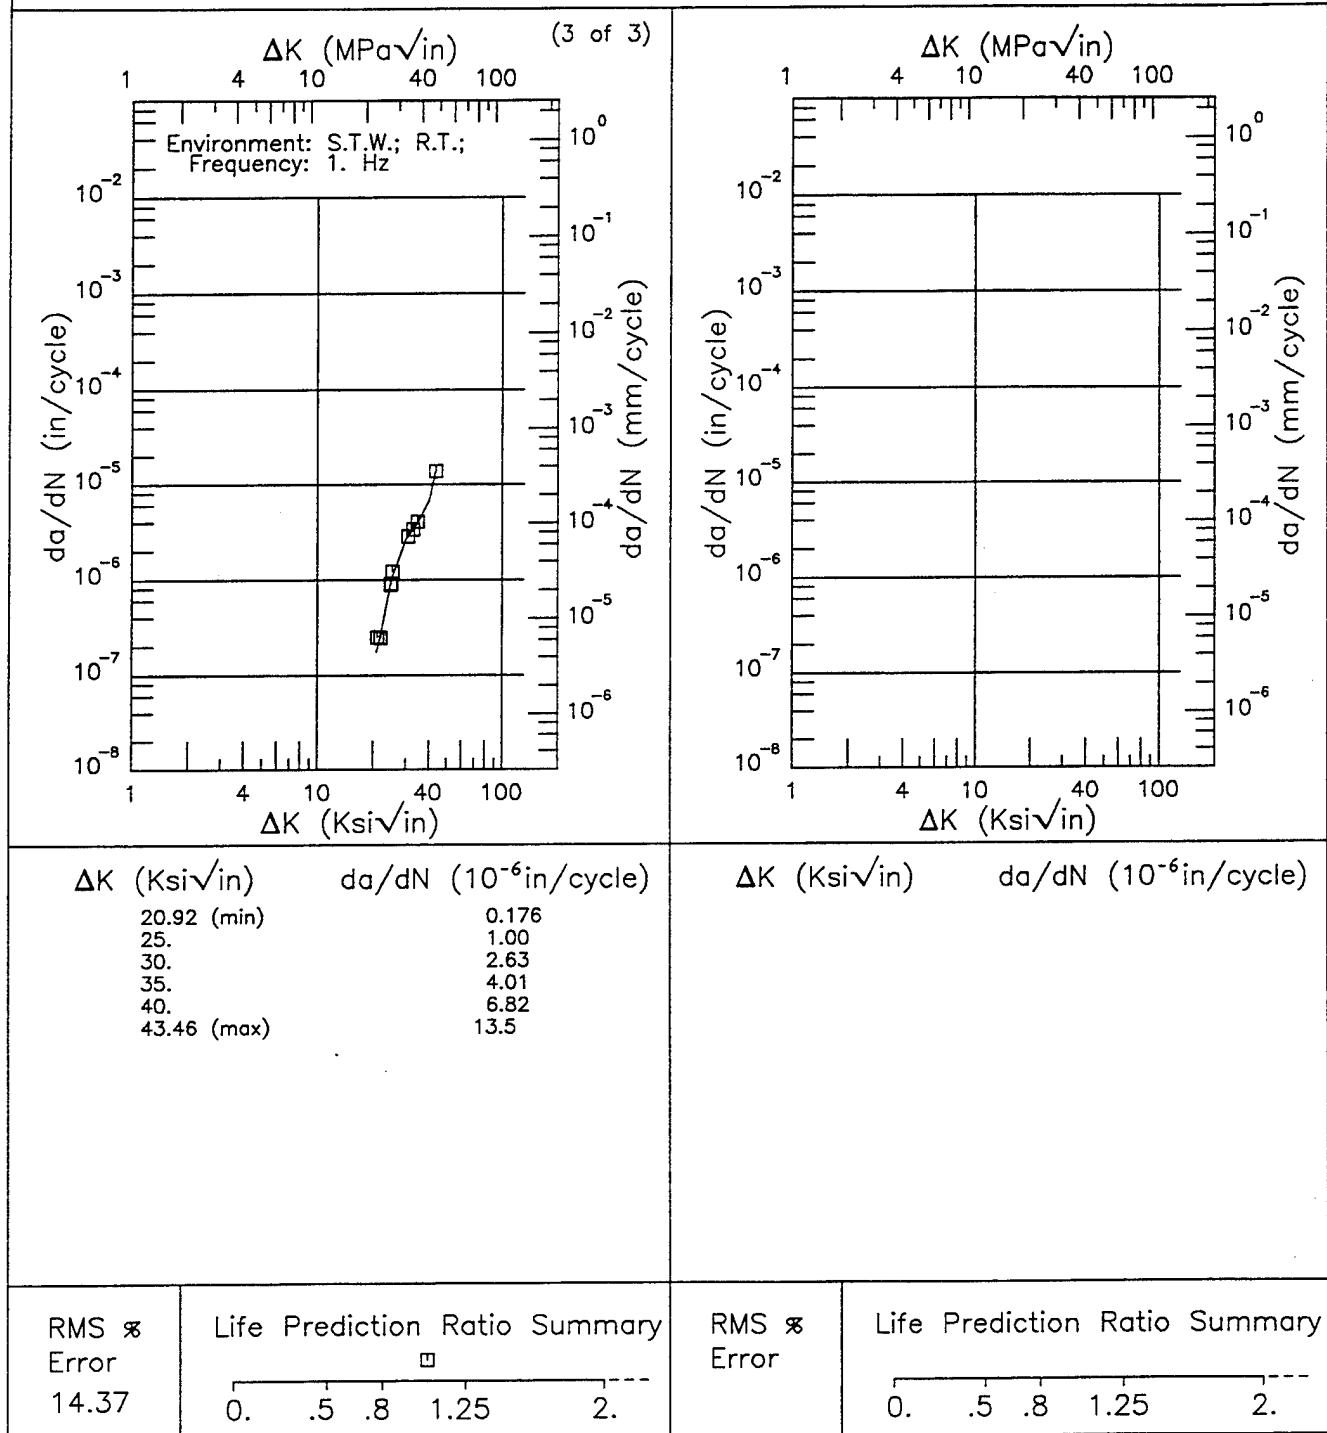 (3 of 3)
ΔK (MPa√in)
1 4 10 40 100
Environment: S.T.W.; R.T.;
Frequency: 1. Hz
da/dN (in/cycle)
10⁻²
10⁻³
10⁻⁴
10⁻⁵
10⁻⁶
10⁻⁷
10⁻⁸
10⁰
10⁻¹
10⁻²
10⁻³
10⁻⁴
10⁻⁵
10⁻⁶
da/dN (mm/cycle)
1 4 10 40 100
ΔK (Ksi√in)
ΔK (MPa√in)
1 4 10 40 100
da/dN (in/cycle)
10⁻²
10⁻³
10⁻⁴
10⁻⁵
10⁻⁶
10⁻⁷
10⁻⁸
10⁰
10⁻¹
10⁻²
10⁻³
10⁻⁴
10⁻⁵
10⁻⁶
da/dN (mm/cycle)
1 4 10 40 100
ΔK (Ksi√in)
ΔK (Ksi√in) da/dN (10⁻⁶in/cycle)
20.92 (min) 0.176
25. 1.00
30. 2.63
35. 4.01
40. 6.82
43.46 (max) 13.5
ΔK (Ksi√in) da/dN (10⁻⁶in/cycle)
RMS %
Error
14.37
Life Prediction Ratio Summary
0. .5 .8 1.25 2.
RMS %
Error
Life Prediction Ratio Summary
0. .5 .8 1.25 2.